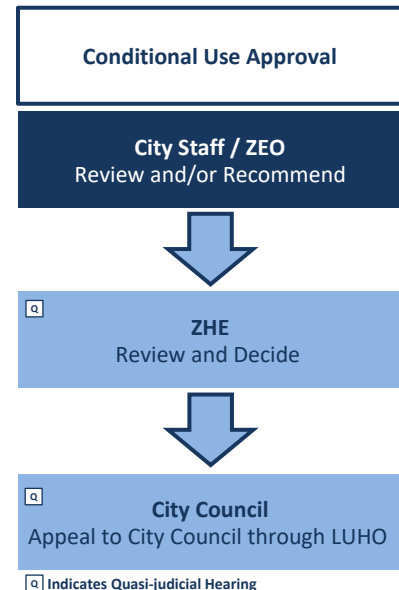 Conditional Use Approval
City Staff / ZEO
Review and/or Recommend
Q
ZHE
Review and Decide
Q
City Council
Appeal to City Council through LUHO
Q Indicates Quasi-judicial Hearing